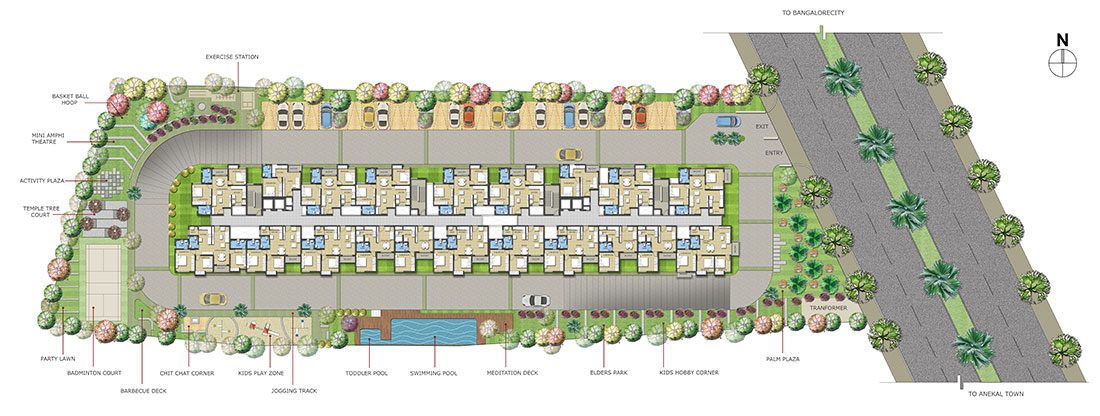 TO BANGALORECITY
N
EXERCISE STATION
BASKET BALL
HOOP
MINI AMPHI
THEATRE
ACTIVITY PLAZA
TEMPLE TREE
COURT
EXIT
ENTRY
TRANFORMER
PARTY LAWN
BADMINTON COURT
BARBECUE DECK
CHIT CHAT CORNER
KIDS PLAY ZONE
JOGGING TRACK
TODDLER POOL
SWIMMING POOL
MEDITATION DECK
ELDERS PARK
KIDS HOBBY CORNER
PALM PLAZA
TO ANEKAL TOWN